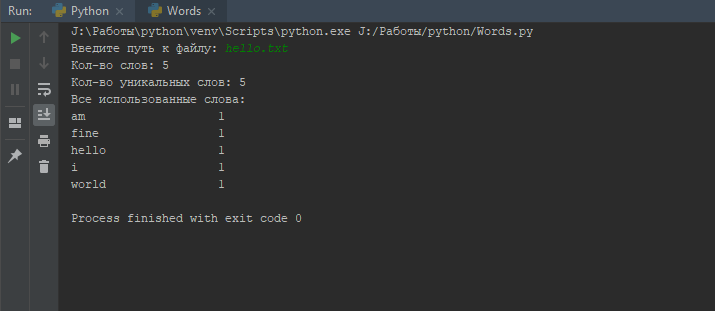 Run: Python Words
J:\Работы\python\venv\Scripts\python.exe J:/Работы/python/Words.py
Введите путь к файлу: hello.txt
Кол-во слов: 5
Кол-во уникальных слов: 5
Все использованные слова:
am 1
fine 1
hello 1
i 1
world 1
Process finished with exit code 0